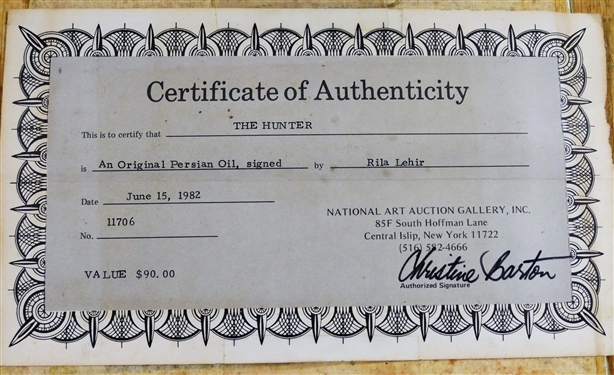 Certificate of Authenticity
This is to certify that THE HUNTER
is An Original Persian Oil, signed by Rila Lehir
Date June 15, 1982
No. 11706
VALUE $90.00
NATIONAL ART AUCTION GALLERY, INC.
85F South Hoffman Lane
Central Islip, New York 11722
(516) 582-4666
Christine Barton
Authorized Signature